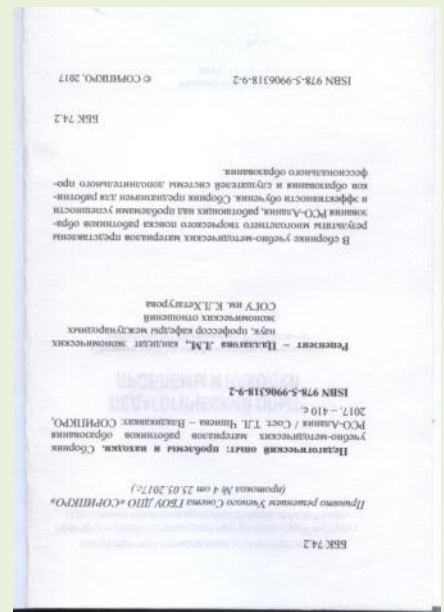 ББК 74.2
Принято решением Ученого Совета ГБОУ ДПО «СОРИПКРО»
(протокол № 4 от 25.05.2017г.)
Педагогический опыт: проблемы и находки. Сборник
учебно-методических материалов работников образования
РСО-Алания / Сост. Т.Л. – Владикавказ: СОРИПКРО,
2017. – 410 с.
ISBN 978-5-9906318-9-2
Рецензент – Цаллагова Л.М., кандидат экономических
наук, профессор кафедры международных
экономических отношений
СОГУ им. К.Л.Хетагурова
В сборнике учебно-методических материалов представлены
результаты многолетнего творческого поиска работников обра-
зования РСО-Алания, работающих над проблемами успешности
и эффективности обучения. Сборник предназначен для работни-
ков образования и слушателей системы дополнительного про-
фессионального образования.
ББК 74.2
ISBN 978-5-9906318-9-2
© СОРИПКРО, 2017